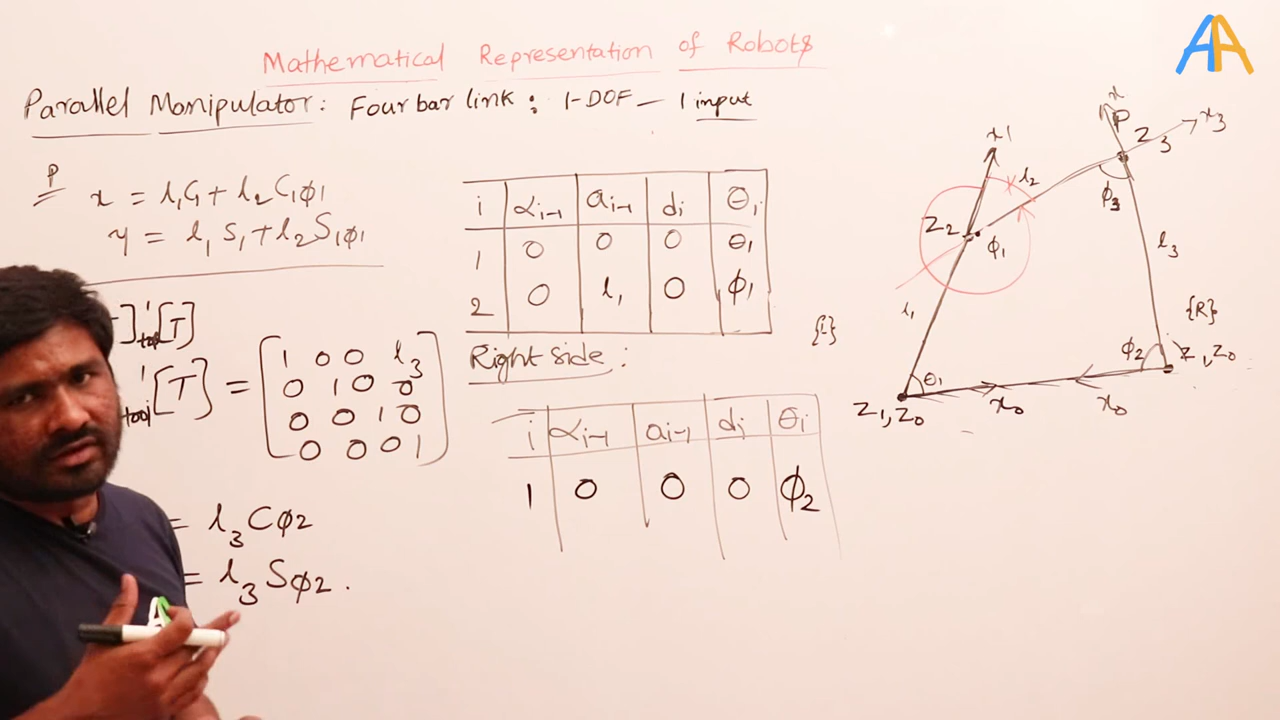 Mathematical Representation of Robots
Parallel Manipulator: Four bar link: 1-DOF — 1 input
P
x = l₁C₁ + l₂C₁ϕ₁
y = l₁S₁ + l₂S₁ϕ₁
i αᵢ₋₁ aᵢ₋₁ dᵢ θᵢ
1 0 0 0 θ₁
2 0 l₁ 0 ϕ₁
] ¹tool[T]
¹tool[T] = [1 0 0 l₃
0 1 0 0
0 0 1 0
0 0 0 1]
= l₃Cϕ₂
= l₃Sϕ₂.
Right side:
i αᵢ₋₁ aᵢ₋₁ dᵢ θᵢ
1 0 0 0 ϕ₂
{L}
x
P
x₃
Z₃
x1
l₂
ϕ₃
Z₂
ϕ₁
l₃
l₁
{R}
ϕ₂
Z₁,Z₀
θ₁
Z₁,Z₀
x₀
x₀
AA